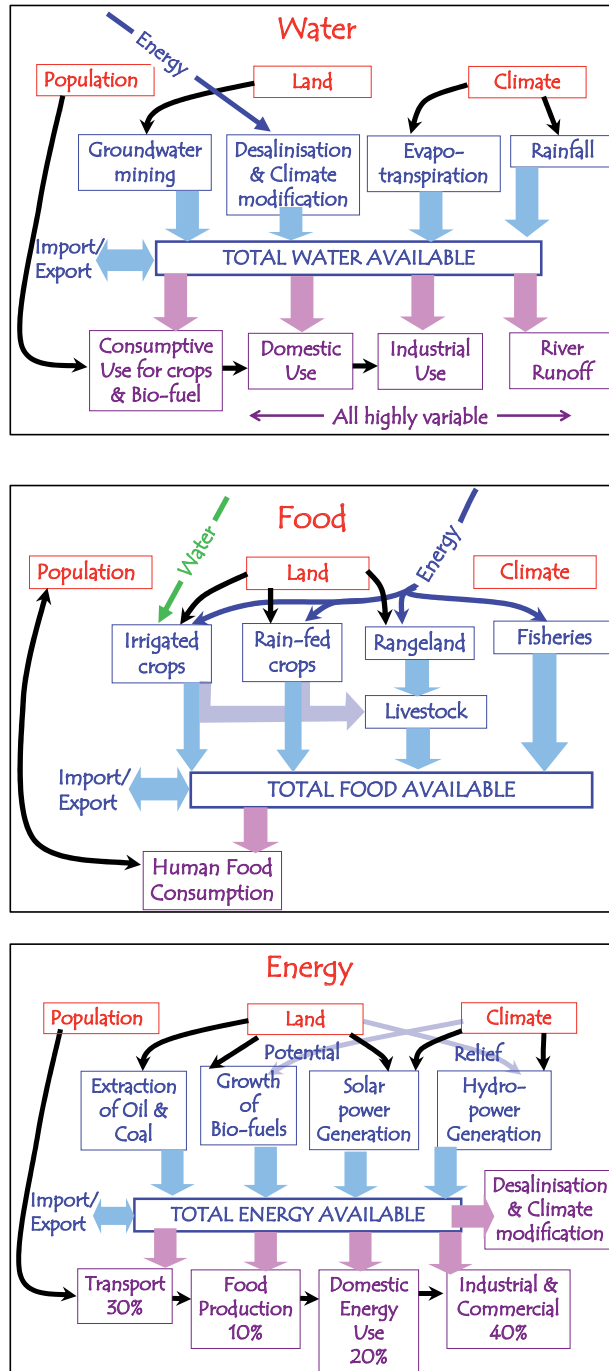 Water
Energy
Population
Land
Climate
Groundwater
mining
Desalinisation
& Climate
modification
Evapo-
transpiration
Rainfall
Import/
Export
TOTAL WATER AVAILABLE
Consumptive
Use for crops
& Bio-fuel
Domestic
Use
Industrial
Use
River
Runoff
All highly variable
Food
Water
Energy
Population
Land
Climate
Irrigated
crops
Rain-fed
crops
Rangeland
Fisheries
Livestock
Import/
Export
TOTAL FOOD AVAILABLE
Human Food
Consumption
Energy
Population
Land
Climate
Potential
Relief
Extraction
of Oil &
Coal
Growth
of
Bio-fuels
Solar
power
Generation
Hydro-
power
Generation
Import/
Export
TOTAL ENERGY AVAILABLE
Desalinisation
& Climate
modification
Transport
30%
Food
Production
10%
Domestic
Energy
Use
20%
Industrial &
Commercial
40%